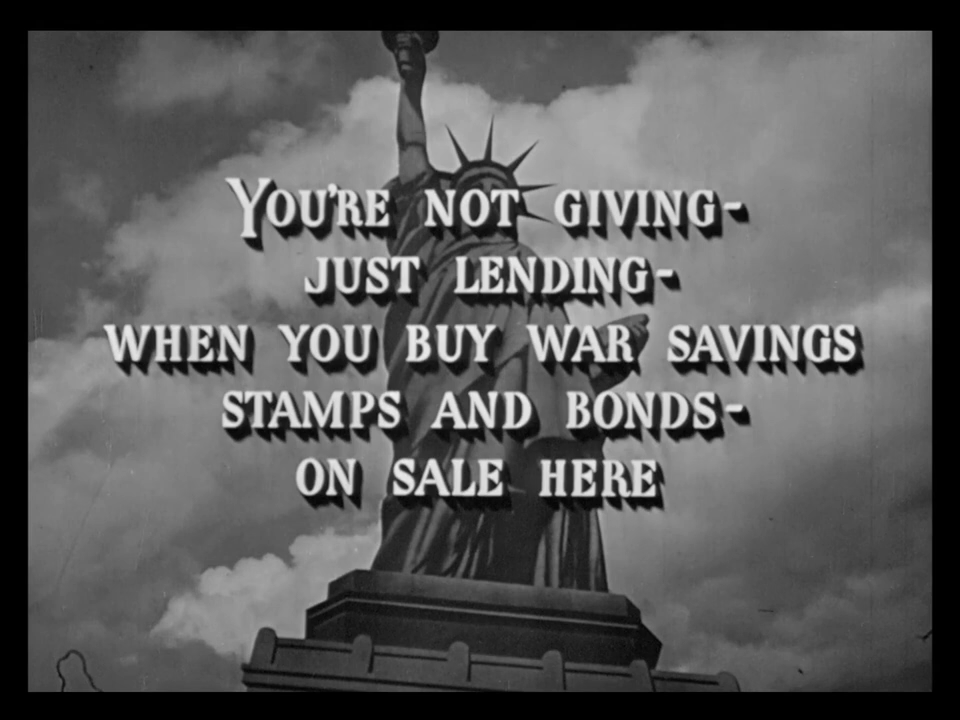 YOU'RE NOT GIVING-
JUST LENDING-
WHEN YOU BUY WAR SAVINGS
STAMPS AND BONDS-
ON SALE HERE